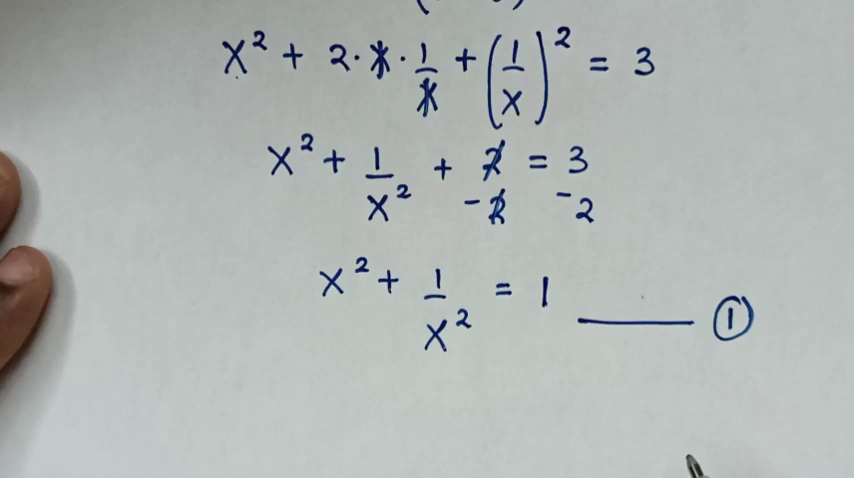 x² + 2·x·1/x + (1/x)² = 3
x² + 1/x² + 2 = 3
-2 -2
x² + 1/x² = 1 ——— ①